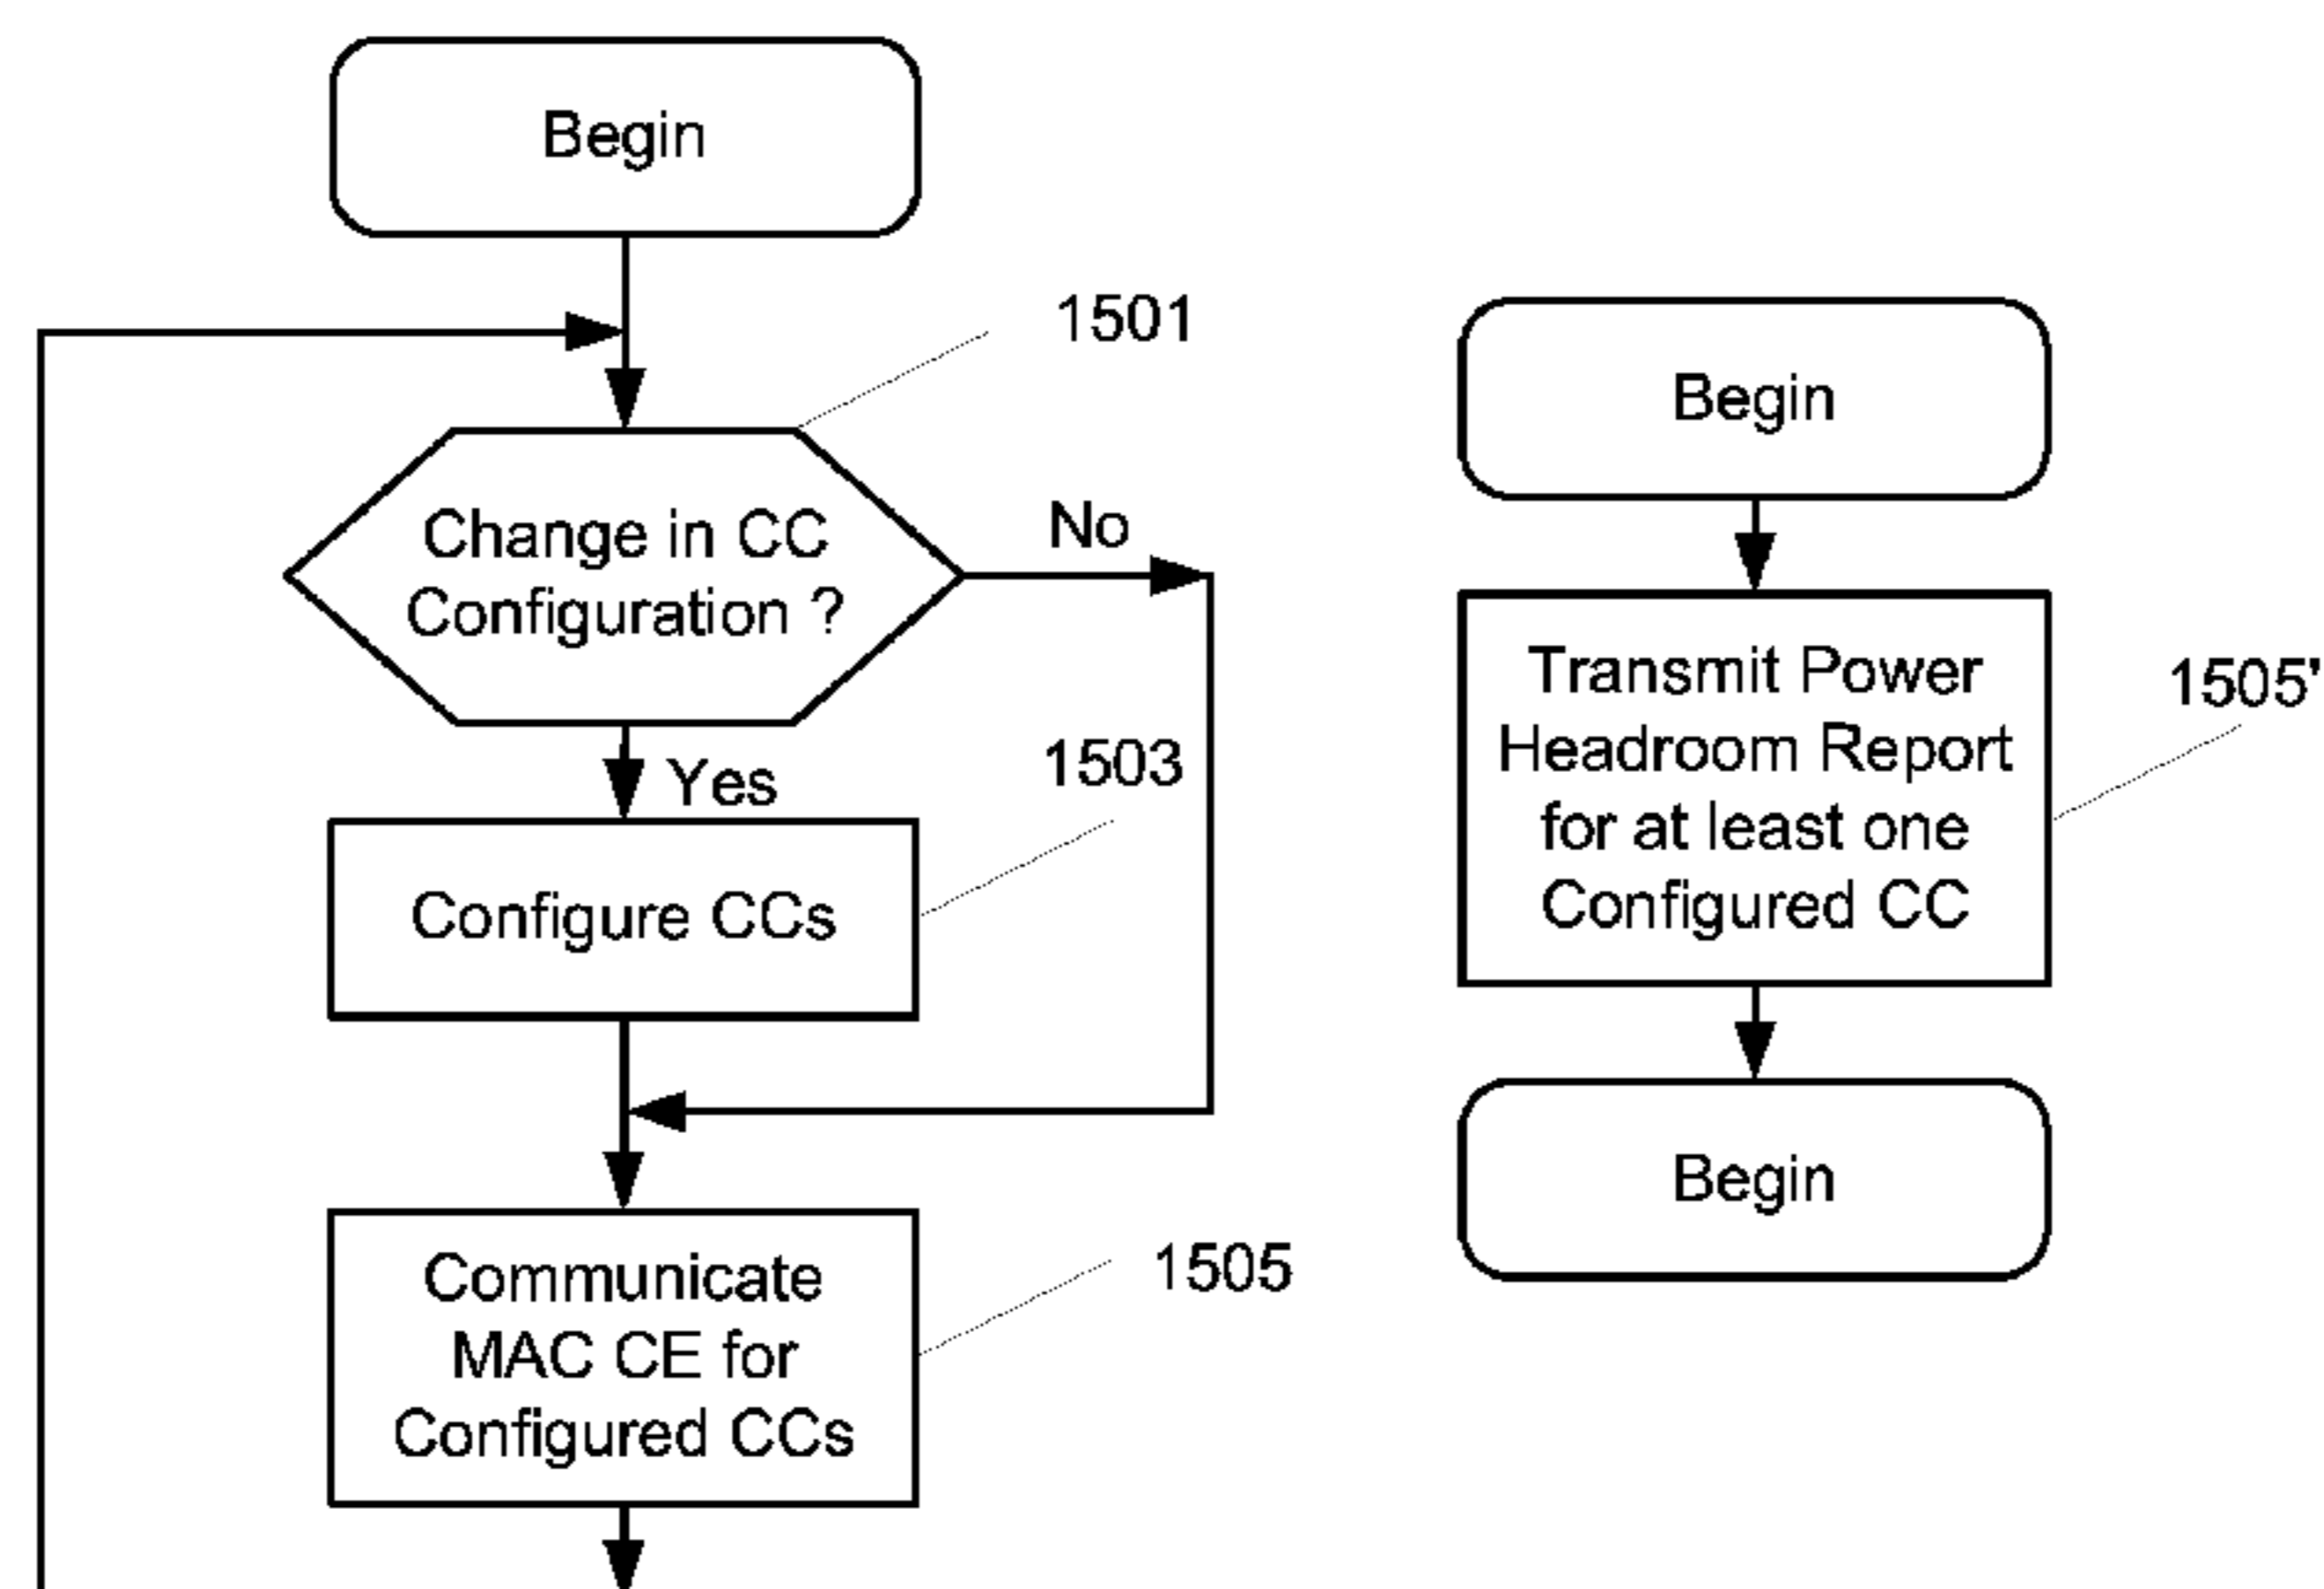 Begin
1501
Change in CC
Configuration ?
No
Yes
1503
Configure CCs
Communicate
MAC CE for
Configured CCs
1505
Begin
Transmit Power
Headroom Report
for at least one
Configured CC
1505'
Begin